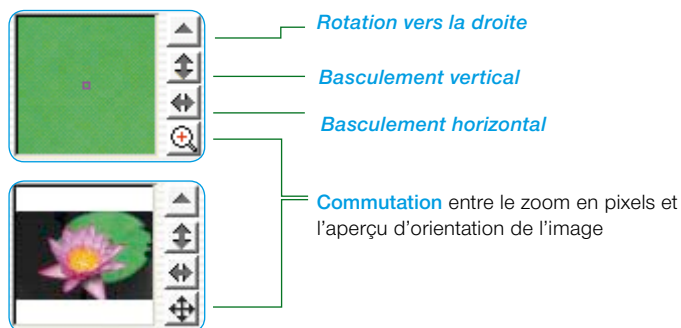 Rotation vers la droite
Basculement vertical
Basculement horizontal
Commutation entre le zoom en pixels et
l’aperçu d’orientation de l’image